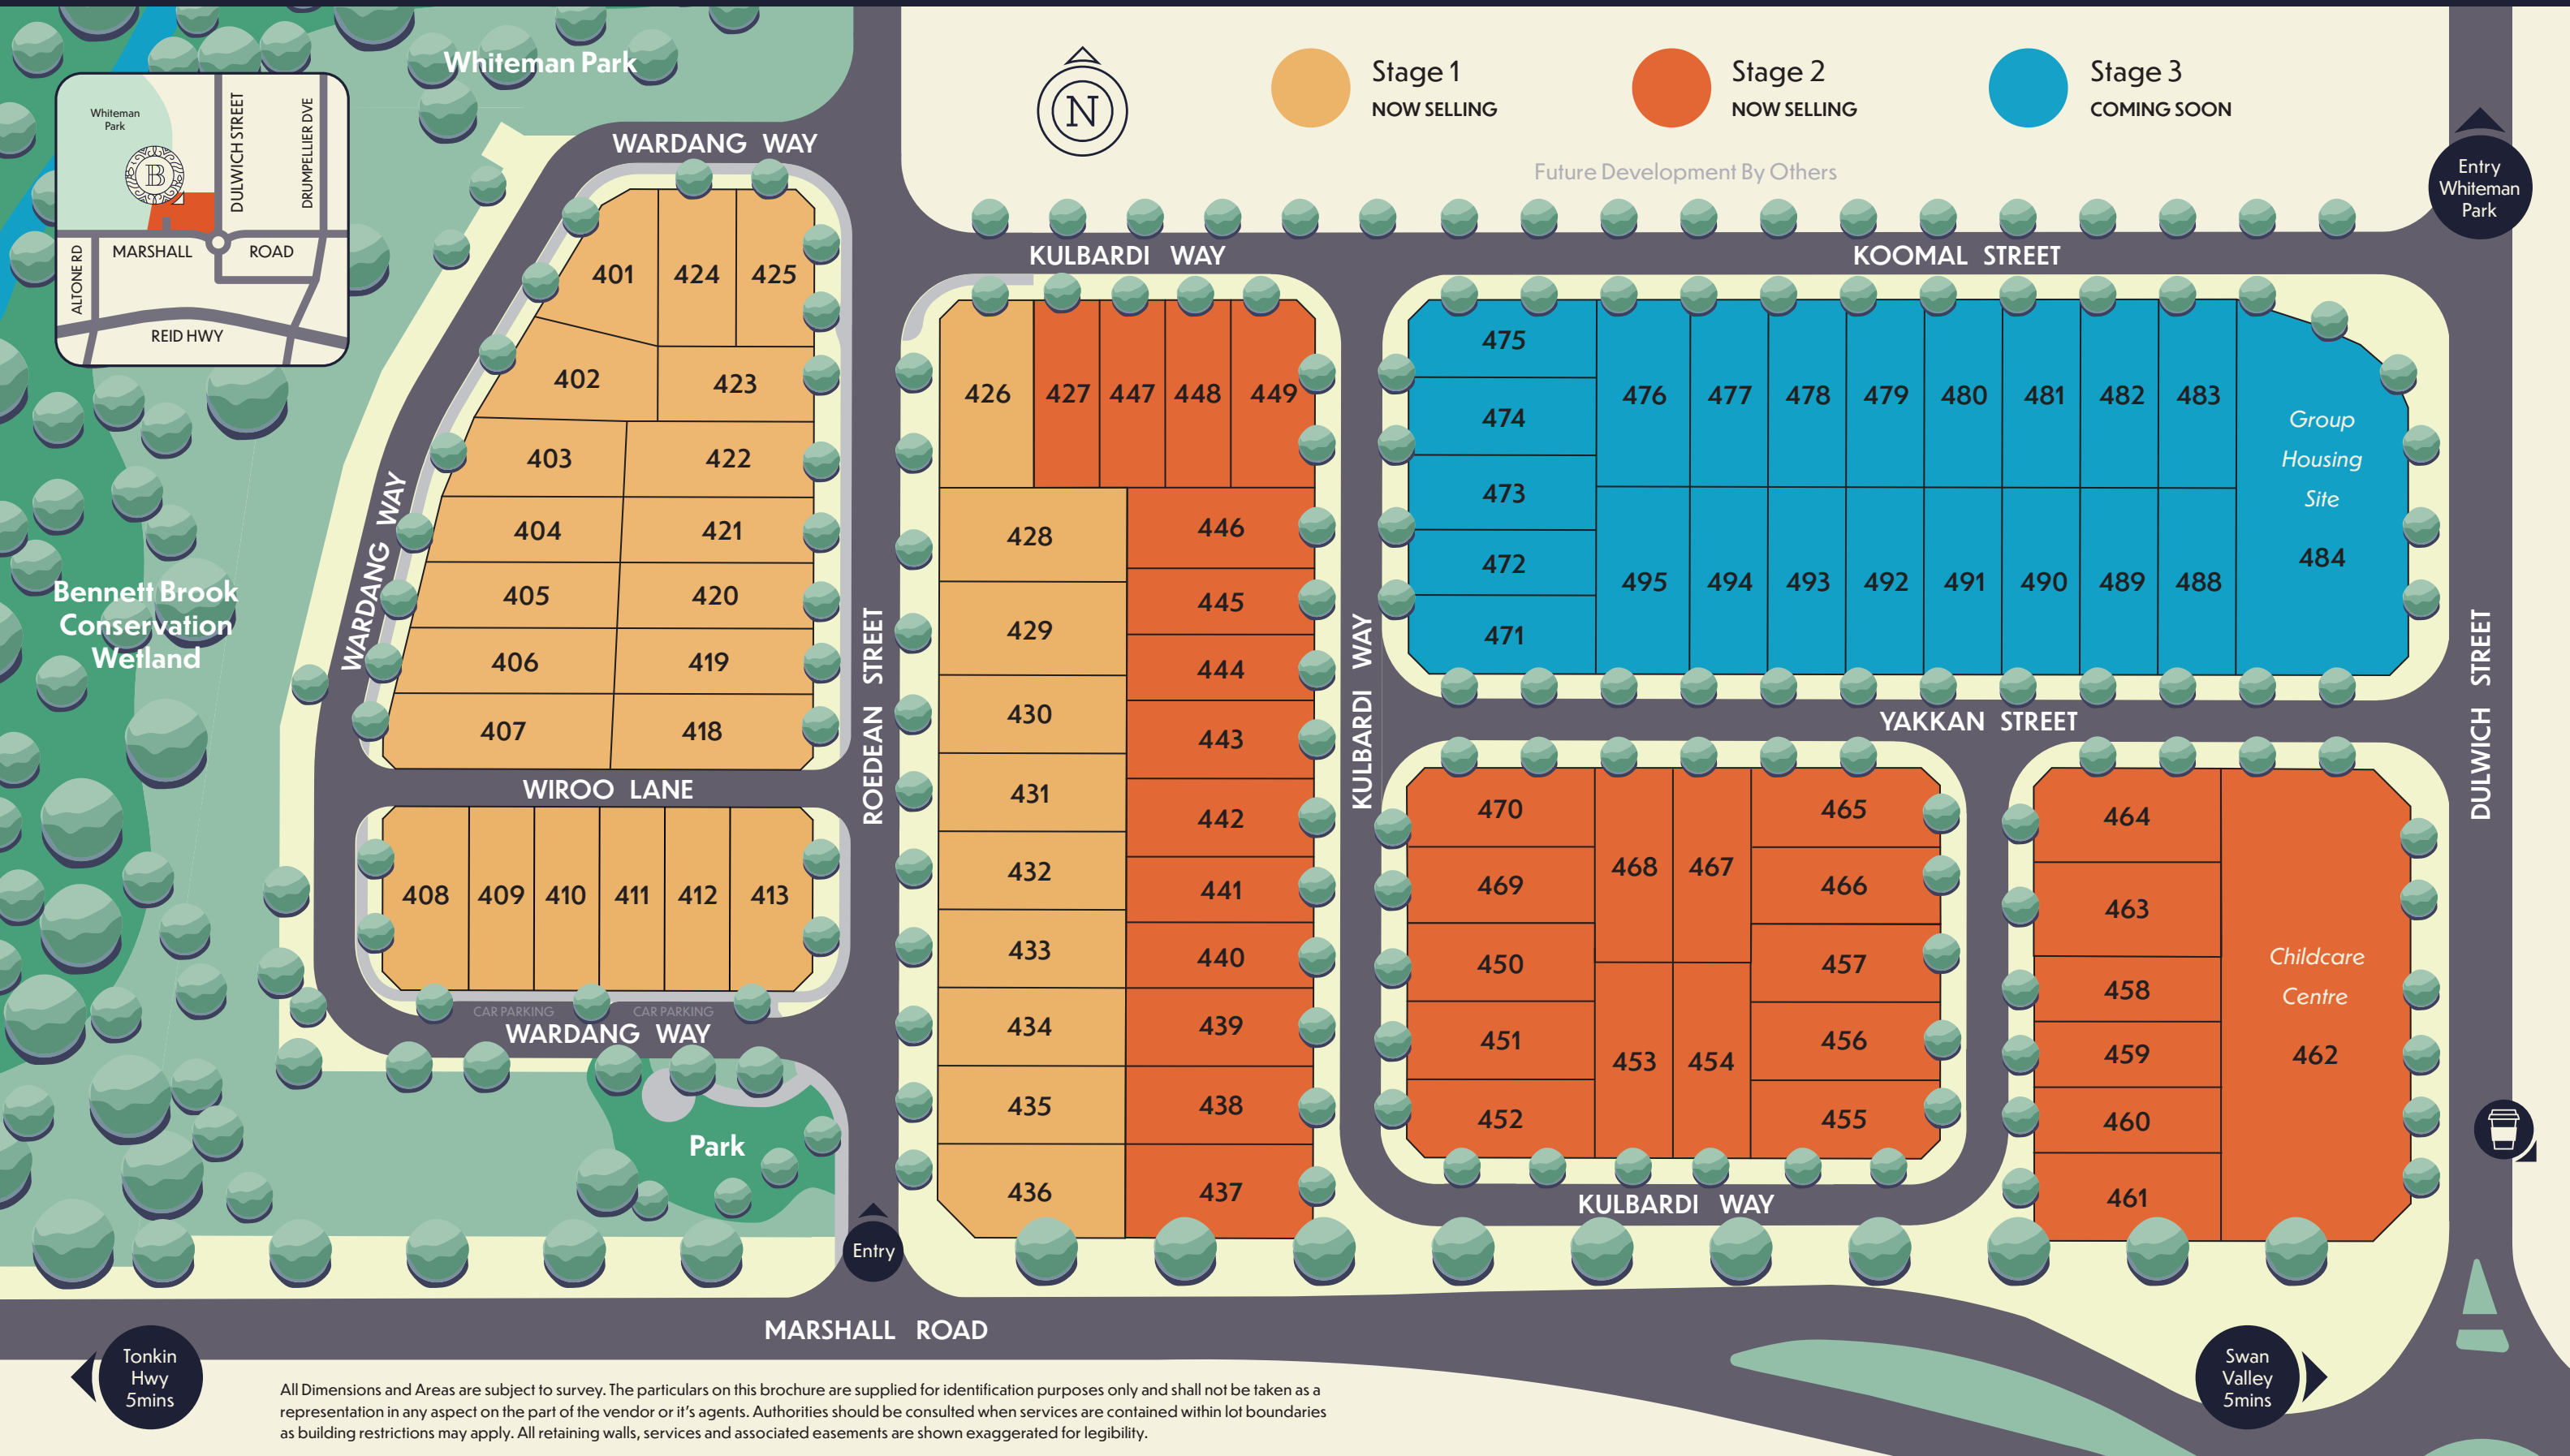 Whiteman Park
Stage 1
NOW SELLING
Stage 2
NOW SELLING
Stage 3
COMING SOON
N
Future Development By Others
Entry
Whiteman
Park
Whiteman
Park
B
DULWICH STREET
DRUMPELLIER DVE
ALTONE RD
MARSHALL ROAD
REID HWY
WARDANG WAY
KULBARDI WAY
KOOMAL STREET
401
424
425
402
423
403
422
404
421
405
420
406
419
407
418
WARDANG WAY
Bennett Brook
Conservation
Wetland
WIROO LANE
408
409
410
411
412
413
CAR PARKING
CAR PARKING
WARDANG WAY
Park
ROEDEAN STREET
426
427
447
448
449
428
446
429
445
444
430
443
431
442
432
441
433
440
434
439
435
438
436
437
KULBARDI WAY
475
474
473
472
471
476
477
478
479
480
481
482
483
495
494
493
492
491
490
489
488
Group
Housing
Site
484
YAKKAN STREET
DULWICH STREET
470
469
450
451
452
468
467
453
454
465
466
457
456
455
464
463
458
459
460
461
Childcare
Centre
462
KULBARDI WAY
Entry
MARSHALL ROAD
Tonkin
Hwy
5mins
Swan
Valley
5mins
All Dimensions and Areas are subject to survey. The particulars on this brochure are supplied for identification purposes only and shall not be taken as a
representation in any aspect on the part of the vendor or it's agents. Authorities should be consulted when services are contained within lot boundaries
as building restrictions may apply. All retaining walls, services and associated easements are shown exaggerated for legibility.